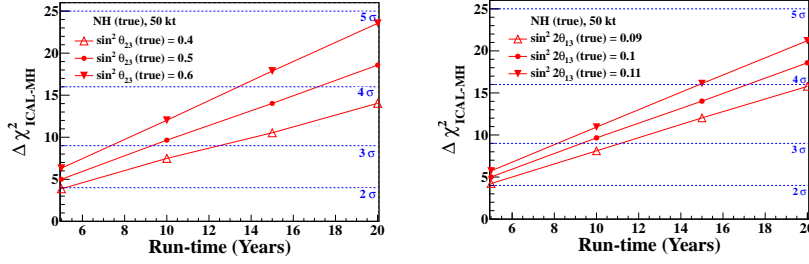 NH (true), 50 kt
sin² θ₂₃ (true) = 0.4
sin² θ₂₃ (true) = 0.5
sin² θ₂₃ (true) = 0.6
5 σ
4 σ
3 σ
2 σ
25
20
15
10
5
0
6 8 10 12 14 16 18 20
Run-time (Years)
Δ χ²ICAL-MH
NH (true), 50 kt
sin² 2θ₁₃ (true) = 0.09
sin² 2θ₁₃ (true) = 0.1
sin² 2θ₁₃ (true) = 0.11
5 σ
4 σ
3 σ
2 σ
25
20
15
10
5
0
6 8 10 12 14 16 18 20
Run-time (Years)
Δ χ²ICAL-MH